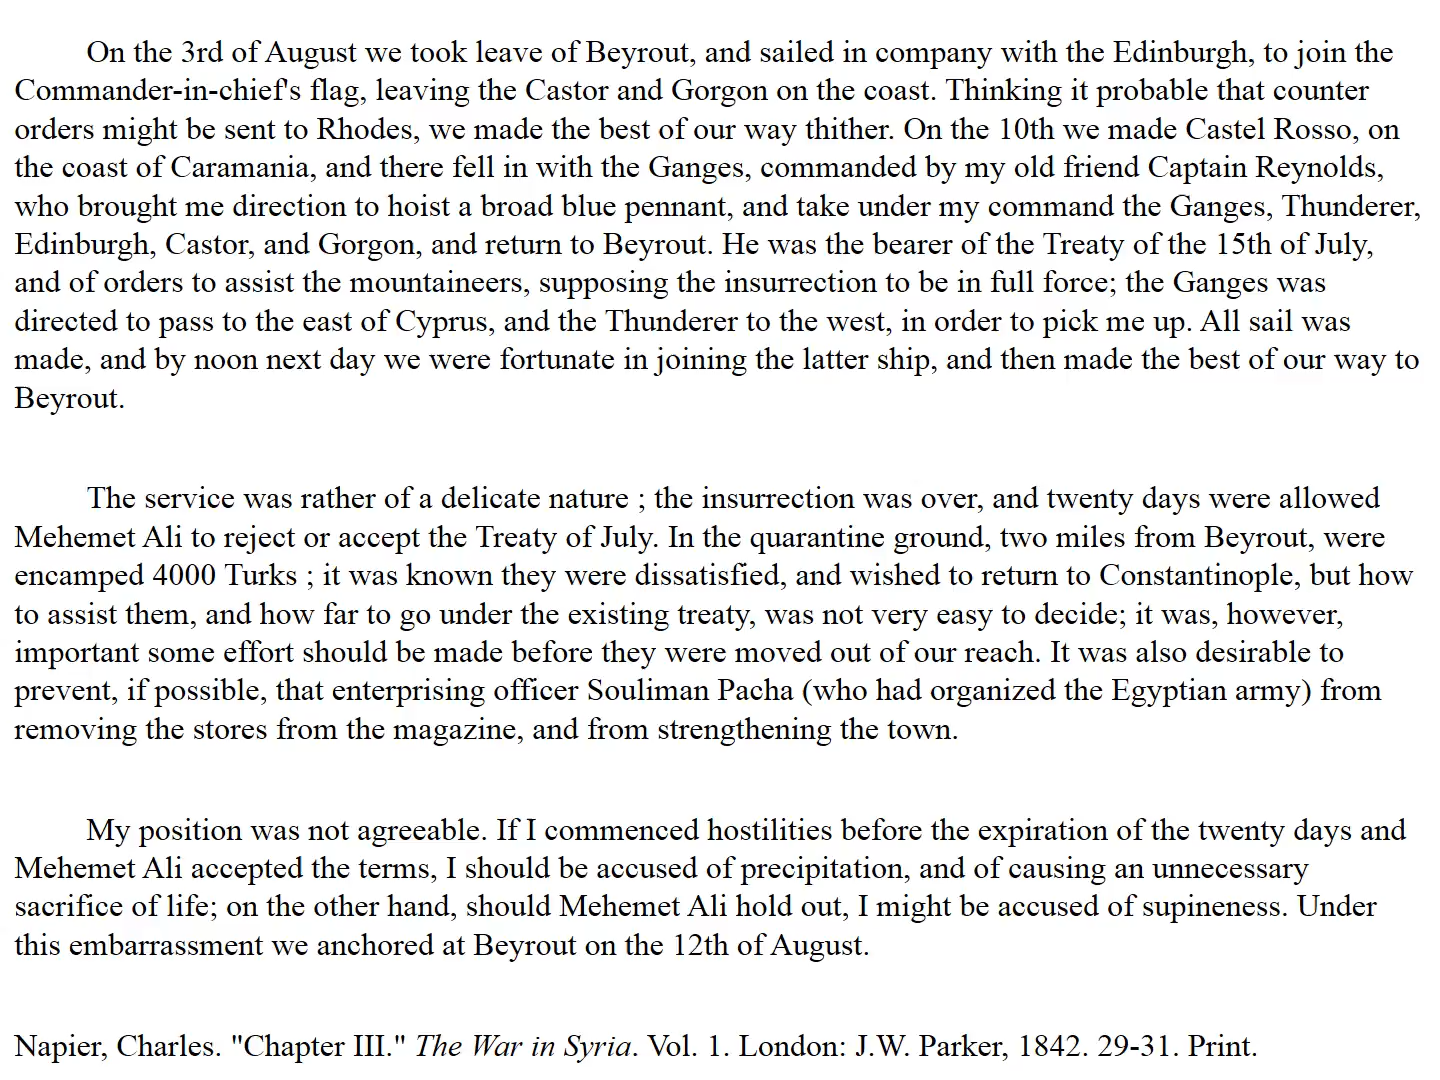 On the 3rd of August we took leave of Beyrout, and sailed in company with the Edinburgh, to join the
Commander-in-chief's flag, leaving the Castor and Gorgon on the coast. Thinking it probable that counter
orders might be sent to Rhodes, we made the best of our way thither. On the 10th we made Castel Rosso, on
the coast of Caramania, and there fell in with the Ganges, commanded by my old friend Captain Reynolds,
who brought me direction to hoist a broad blue pennant, and take under my command the Ganges, Thunderer,
Edinburgh, Castor, and Gorgon, and return to Beyrout. He was the bearer of the Treaty of the 15th of July,
and of orders to assist the mountaineers, supposing the insurrection to be in full force; the Ganges was
directed to pass to the east of Cyprus, and the Thunderer to the west, in order to pick me up. All sail was
made, and by noon next day we were fortunate in joining the latter ship, and then made the best of our way to
Beyrout.
The service was rather of a delicate nature ; the insurrection was over, and twenty days were allowed
Mehemet Ali to reject or accept the Treaty of July. In the quarantine ground, two miles from Beyrout, were
encamped 4000 Turks ; it was known they were dissatisfied, and wished to return to Constantinople, but how
to assist them, and how far to go under the existing treaty, was not very easy to decide; it was, however,
important some effort should be made before they were moved out of our reach. It was also desirable to
prevent, if possible, that enterprising officer Souliman Pacha (who had organized the Egyptian army) from
removing the stores from the magazine, and from strengthening the town.
My position was not agreeable. If I commenced hostilities before the expiration of the twenty days and
Mehemet Ali accepted the terms, I should be accused of precipitation, and of causing an unnecessary
sacrifice of life; on the other hand, should Mehemet Ali hold out, I might be accused of supineness. Under
this embarrassment we anchored at Beyrout on the 12th of August.
Napier, Charles. "Chapter III." The War in Syria. Vol. 1. London: J.W. Parker, 1842. 29-31. Print.